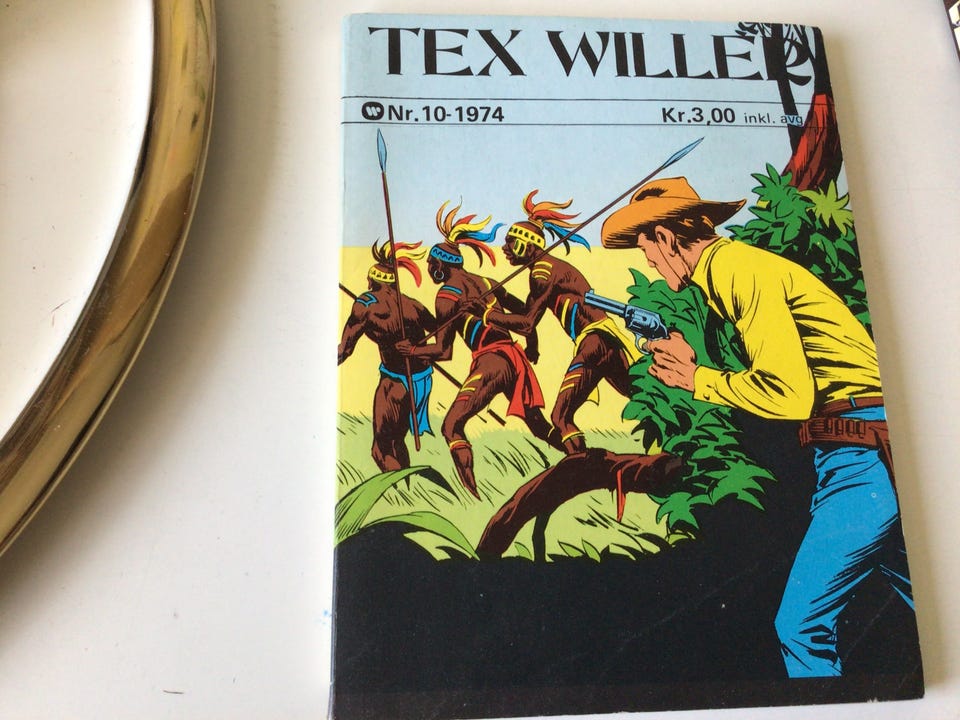 TEX WILLER
Nr.10-1974 Kr.3,00 inkl. avg